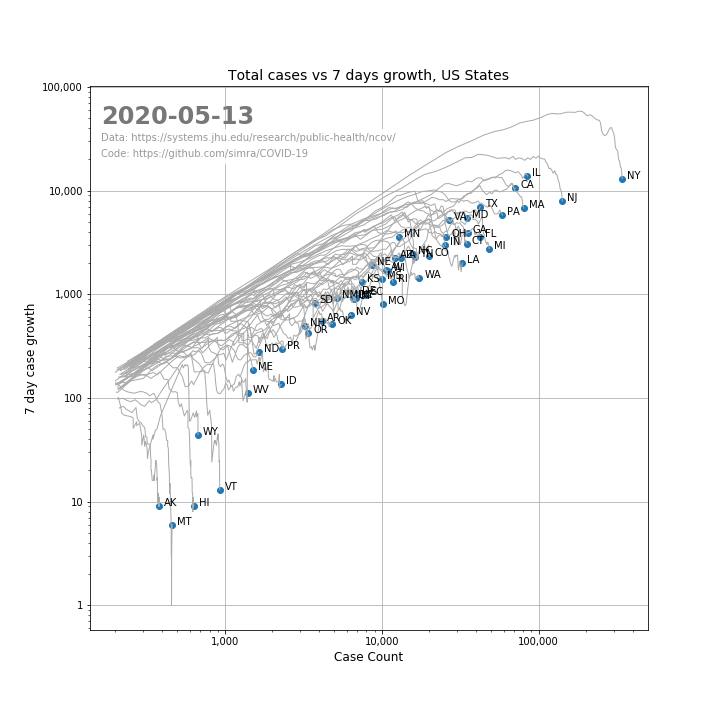 Total cases vs 7 days growth, US States
100,000
2020-05-13
Data: https://systems.jhu.edu/research/public-health/ncov/
Code: https://github.com/simra/COVID-19
IL
NY
CA
10,000
NJ
TX
MA
PA
VA
MD
GA
MN
OH
FL
IN
CT
MI
NC
CO
NE
LA
WA
KS
MS
RI
1,000
SD
MO
NV
AR
OK
NH
OR
ND
PR
ME
ID
WV
100
WY
VT
10
AK
HI
MT
1
1,000
10,000
100,000
Case Count
7 day case growth